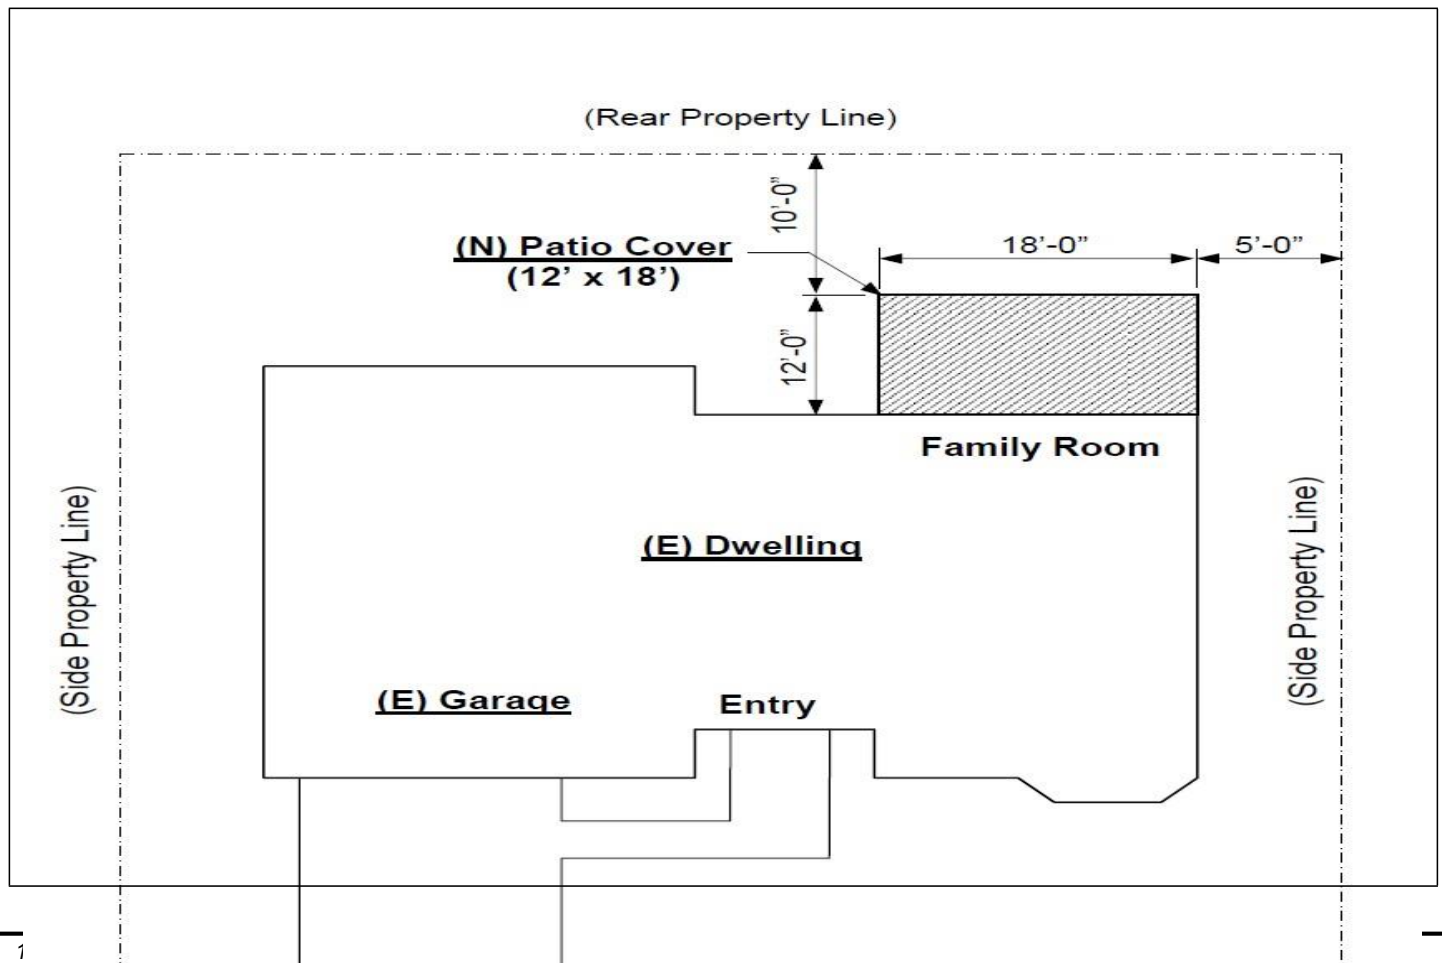 (Rear Property Line)
10'-0”
(N) Patio Cover
(12’ x 18’)
18’-0”
5’-0”
12'-0”
Family Room
(Side Property Line)
(E) Dwelling
(Side Property Line)
(E) Garage
Entry
1